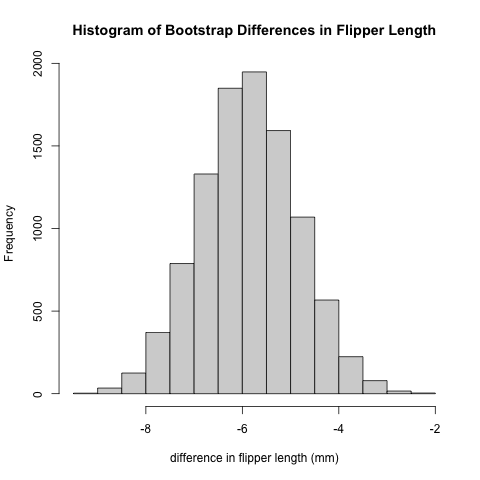 Histogram of Bootstrap Differences in Flipper Length
Frequency
2000
1500
1000
500
0
-8 -6 -4 -2
difference in flipper length (mm)